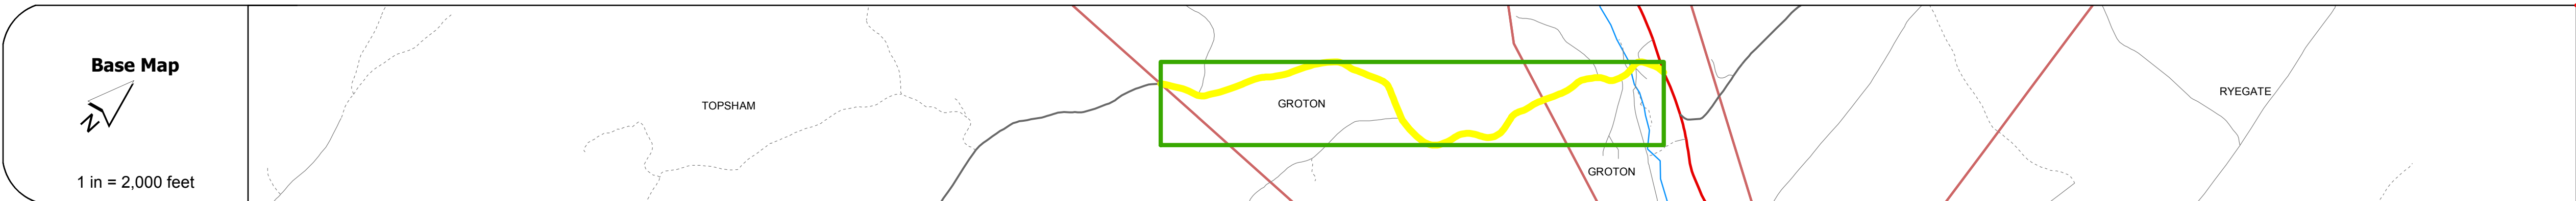 Base Map
N
1 in = 2,000 feet
TOPSHAM
GROTON
GROTON
RYEGATE